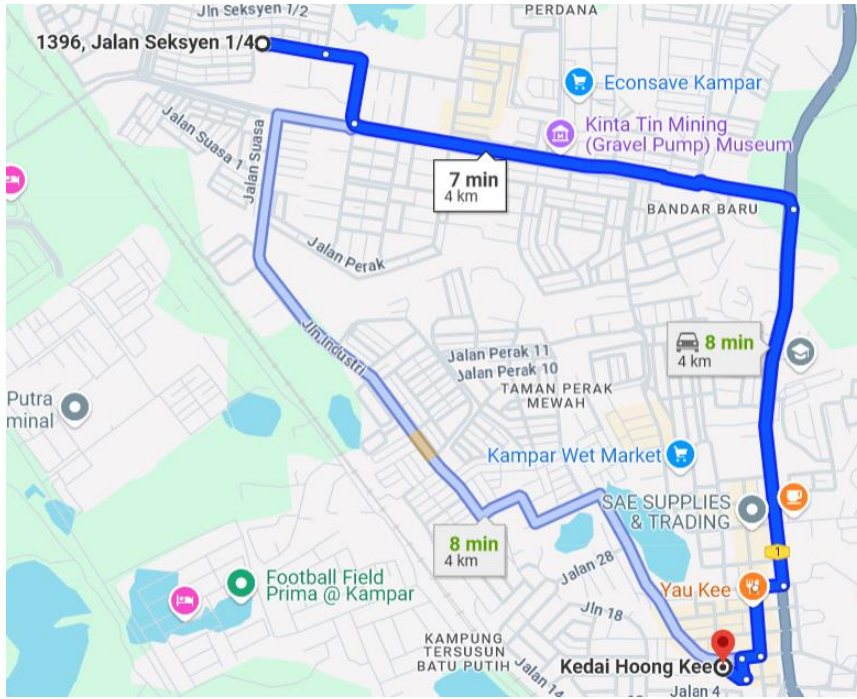 Jln Seksyen 1/2
PERDANA
1396, Jalan Seksyen 1/4
Econsave Kampar
Kinta Tin Mining
(Gravel Pump) Museum
Jalan Suasa 1
Jalan Suasa
7 min
4 km
BANDAR BARU
Jalan Perak
Jln Industri
8 min
4 km
Jalan Perak 11
Jalan Perak 10
TAMAN PERAK
MEWAH
Putra
minal
Kampar Wet Market
SAE SUPPLIES
& TRADING
8 min
4 km
1
Jalan 28
Football Field
Prima @ Kampar
Yau Kee
Jln 18
KAMPUNG
TERSUSUN
BATU PUTIH
Jalan 14
Kedai Hoong Kee
Jalan 4